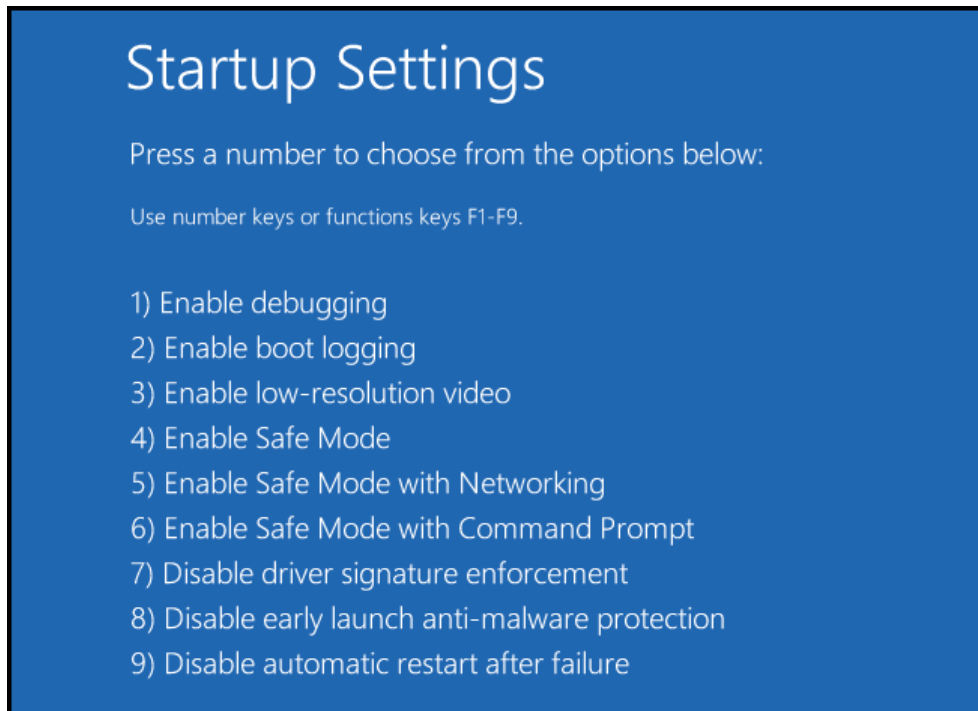 Startup Settings
Press a number to choose from the options below:
Use number keys or functions keys F1-F9.
1) Enable debugging
2) Enable boot logging
3) Enable low-resolution video
4) Enable Safe Mode
5) Enable Safe Mode with Networking
6) Enable Safe Mode with Command Prompt
7) Disable driver signature enforcement
8) Disable early launch anti-malware protection
9) Disable automatic restart after failure